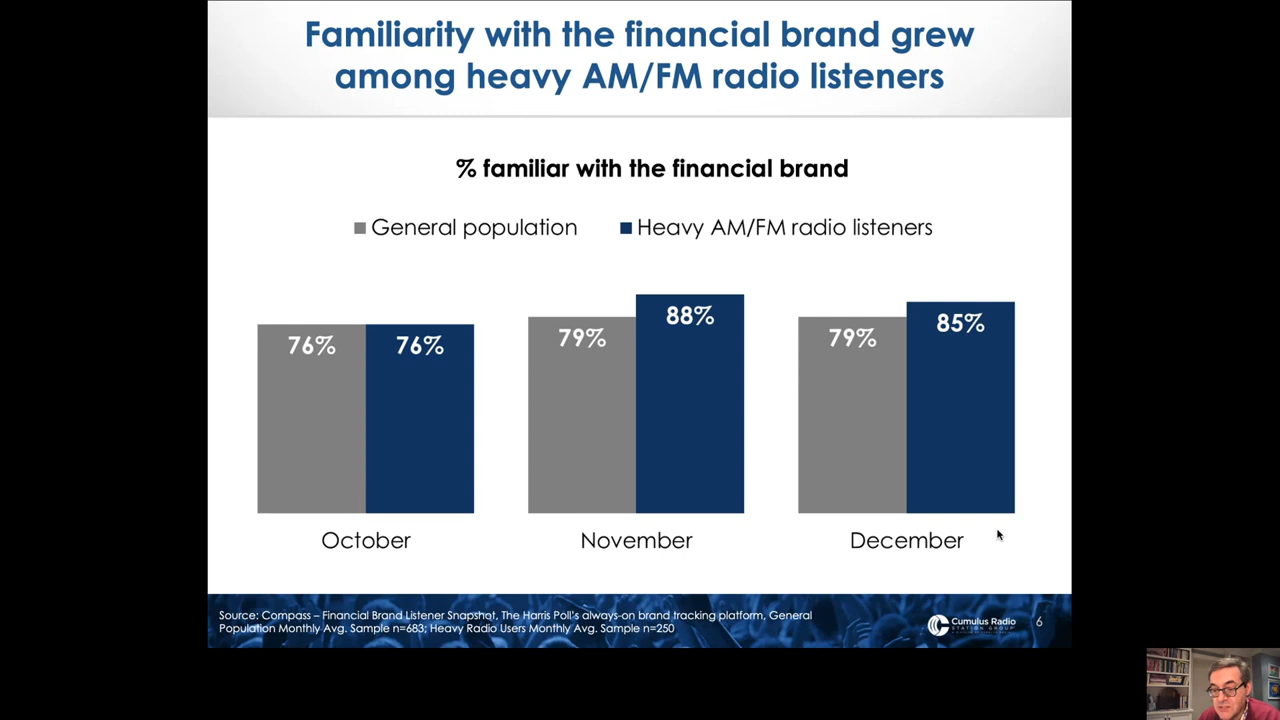 Familiarity with the financial brand grew
among heavy AM/FM radio listeners
% familiar with the financial brand
General population
Heavy AM/FM radio listeners
76%
76%
79%
88%
79%
85%
October
November
December
Source: Compass – Financial Brand Listener Snapshot, The Harris Poll's always-on brand tracking platform, General
Population Monthly Avg. Sample n=683; Heavy Radio Users Monthly Avg. Sample n=250
Cumulus Radio
STATION GROUP
6